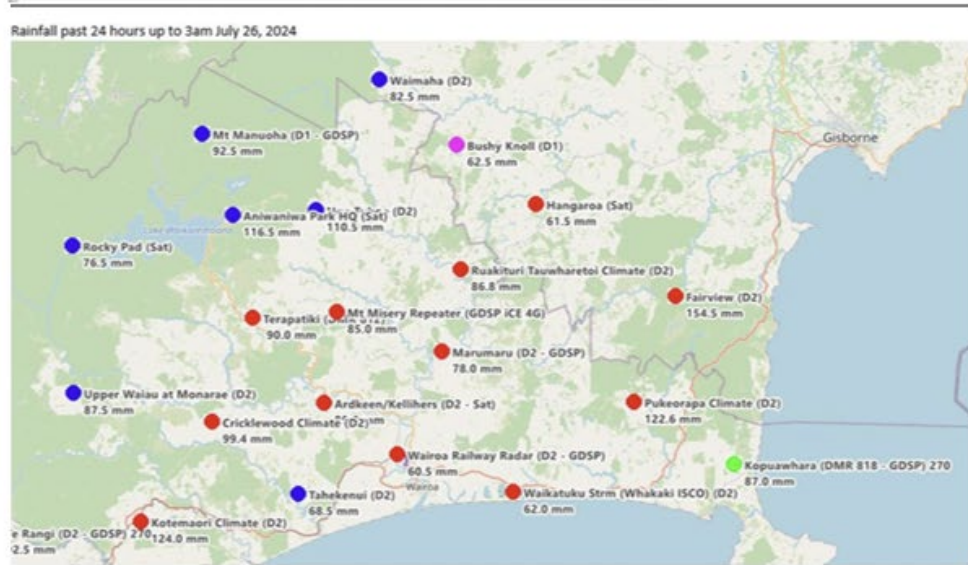 Rainfall past 24 hours up to 3am July 26, 2024
Waimaha (D2)
82.5 mm
Mt Manuoha (D1 - GDSP)
92.5 mm
Gisborne
Bushy Knoll (D1)
62.5 mm
Hangaroa (Sat)
61.5 mm
Aniwaniwa Park HQ (Sat)
116.5 mm
(D2)
110.5 mm
Rocky Pad (Sat)
76.5 mm
Ruakituri Tauwharetoi Climate (D2)
86.8 mm
Fairview (D2)
154.5 mm
Mt Misery Repeater (GDSP iCE 4G)
85.0 mm
Terapatiki
90.0 mm
Marumaru (D2 - GDSP)
78.0 mm
Upper Waiau at Monarae (D2)
87.5 mm
Ardkeen/Kellihers (D2 - Sat)
mm
Pukeorapa Climate (D2)
122.6 mm
Cricklewood Climate (D2)
99.4 mm
Wairoa Railway Radar (D2 - GDSP)
60.5 mm
Wairoa
Kopuawhara (DMR 818 - GDSP) 270
87.0 mm
Tahekenui (D2)
68.5 mm
Waikatuku Strm (Whakaki ISCO) (D2)
62.0 mm
Kotemaori Climate (D2)
124.0 mm
Rangi (D2 - GDSP) 270
2.5 mm